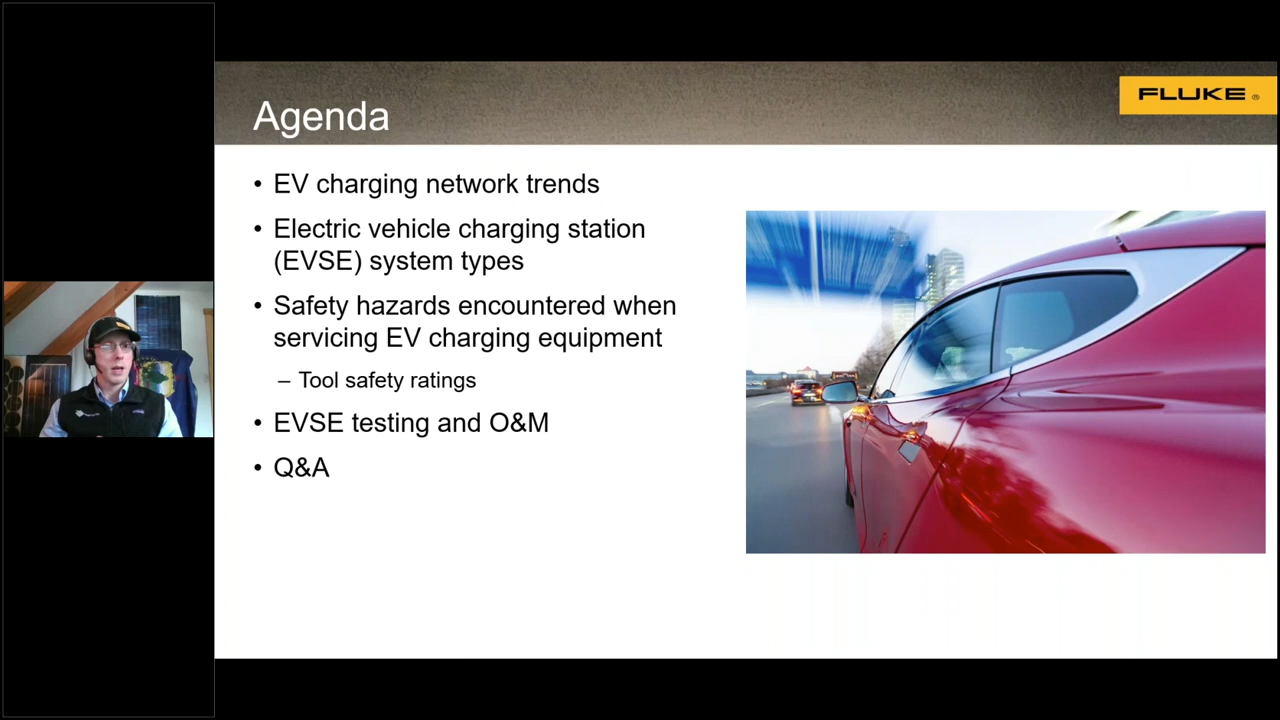 Agenda
FLUKE ®
• EV charging network trends
• Electric vehicle charging station
(EVSE) system types
• Safety hazards encountered when
servicing EV charging equipment
– Tool safety ratings
• EVSE testing and O&M
• Q&A